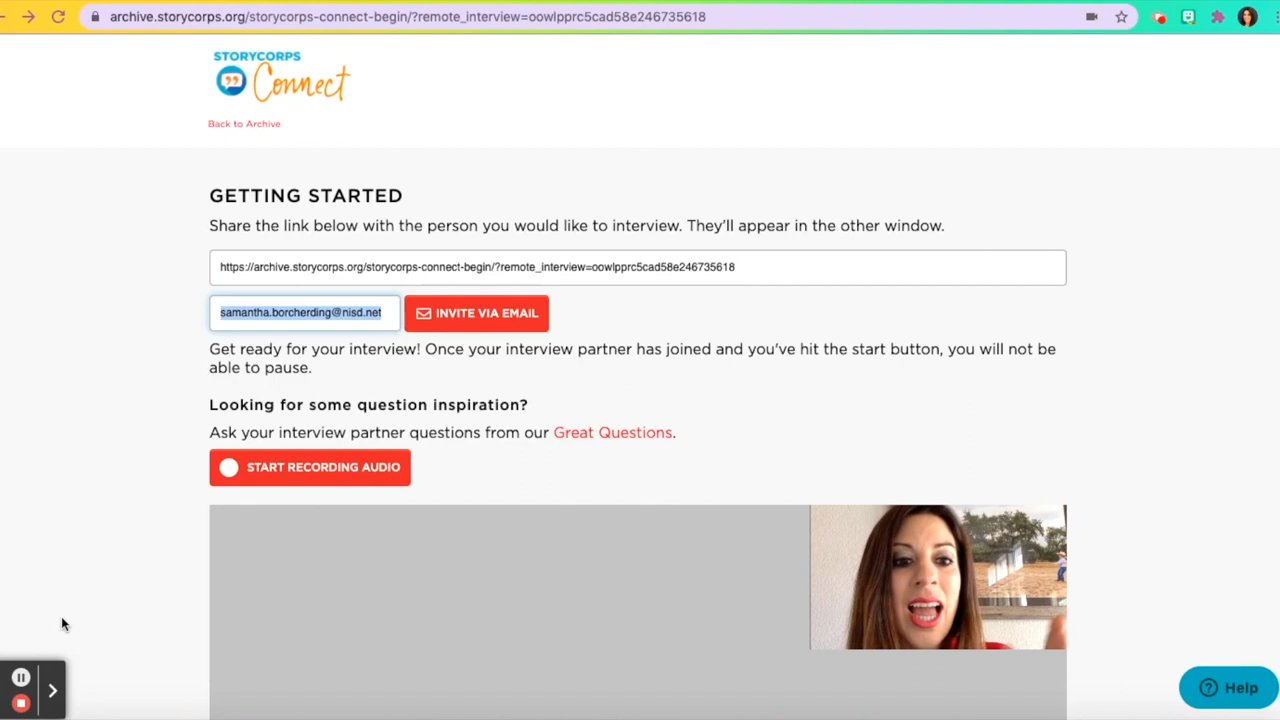 archive.storycorps.org/storycorps-connect-begin/?remote_interview=oowlpprc5cad58e246735618
STORYCORPS
Connect
Back to Archive
GETTING STARTED
Share the link below with the person you would like to interview. They'll appear in the other window.
https://archive.storycorps.org/storycorps-connect-begin/?remote_interview=oowlpprc5cad58e246735618
samantha.borcherding@nisd.net
INVITE VIA EMAIL
Get ready for your interview! Once your interview partner has joined and you've hit the start button, you will not be
able to pause.
Looking for some question inspiration?
Ask your interview partner questions from our Great Questions.
START RECORDING AUDIO
Help